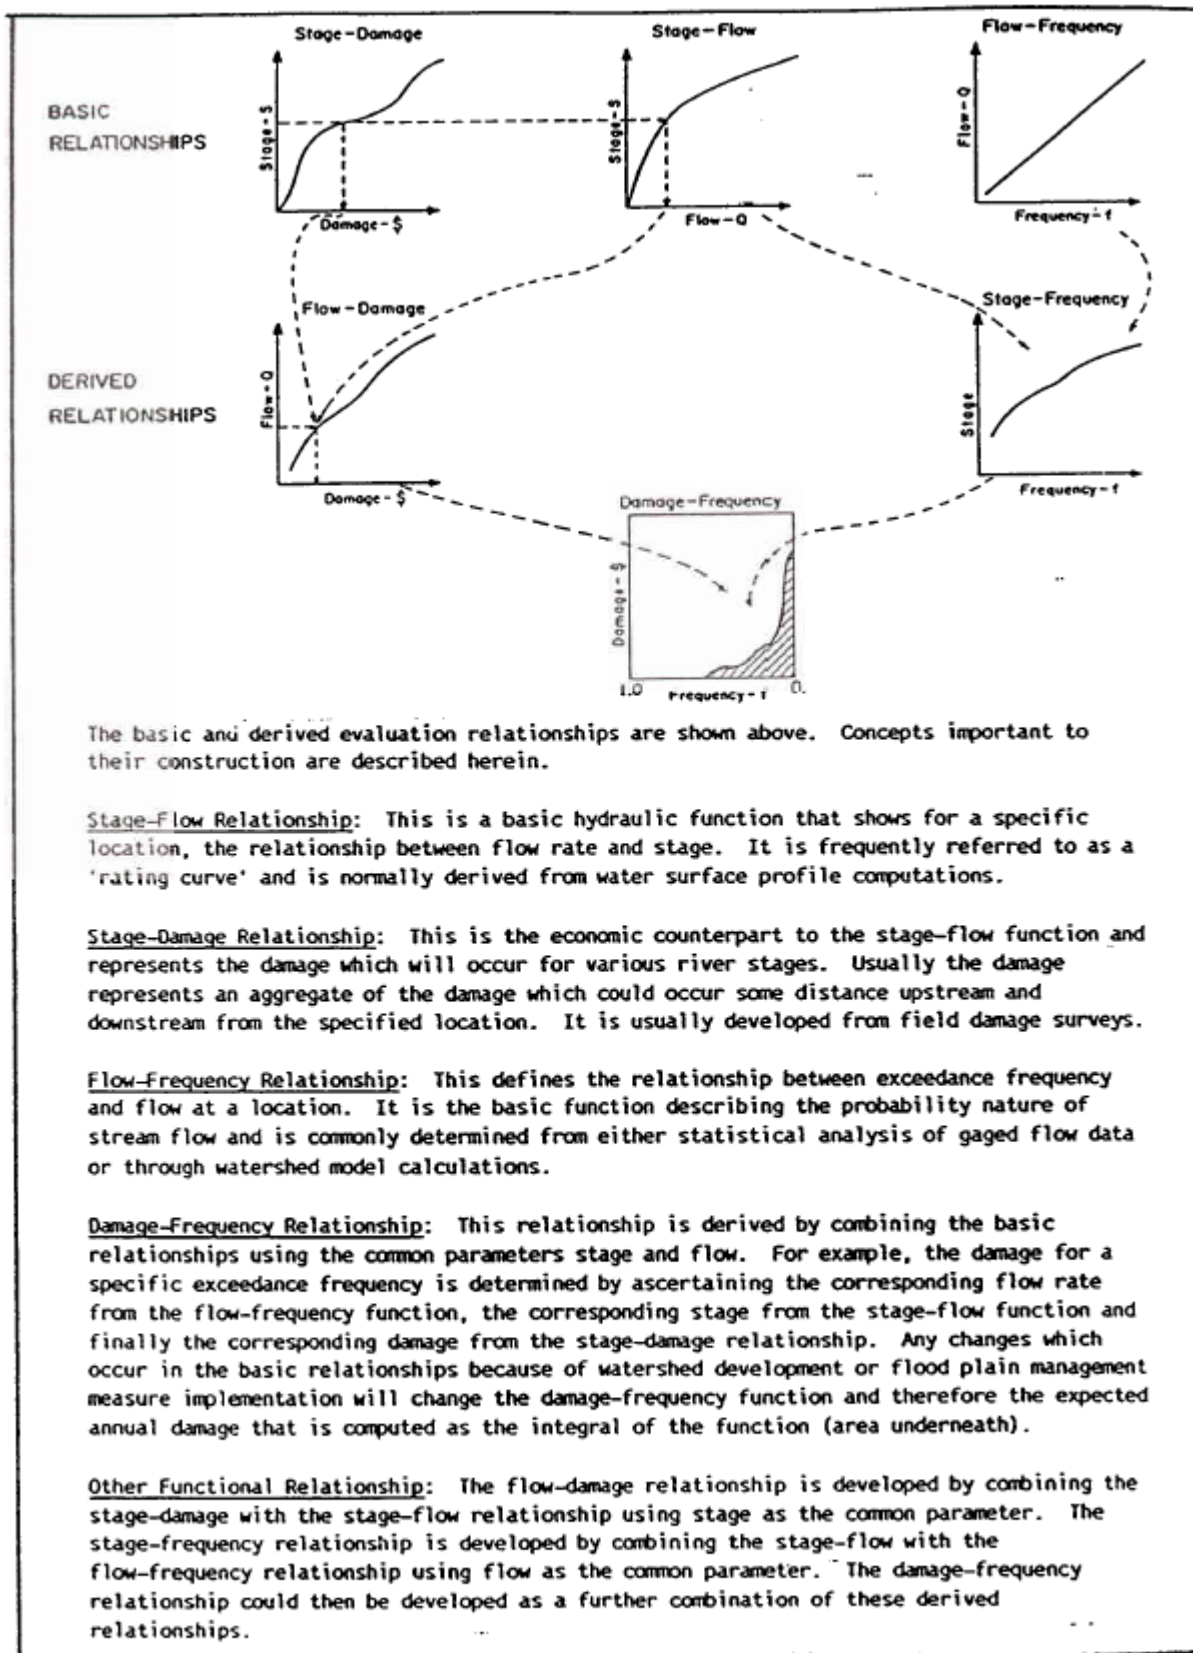 Stage-Damage
Stage-Flow
Flow-Frequency
BASIC
RELATIONSHIPS
Stage-S
Damage-$
Stage-S
Flow-Q
Flow-Q
Frequency-f
Flow-Damage
Stage-Frequency
DERIVED
RELATIONSHIPS
Flow-Q
Damage-$
Stage
Frequency-f
Damage-Frequency
Damage-$
1.0
Frequency-f
0.
The basic and derived evaluation relationships are shown above. Concepts important to
their construction are described herein.
Stage-Flow Relationship: This is a basic hydraulic function that shows for a specific
location, the relationship between flow rate and stage. It is frequently referred to as a
'rating curve' and is normally derived from water surface profile computations.
Stage-Damage Relationship: This is the economic counterpart to the stage-flow function and
represents the damage which will occur for various river stages. Usually the damage
represents an aggregate of the damage which could occur some distance upstream and
downstream from the specified location. It is usually developed from field damage surveys.
Flow-Frequency Relationship: This defines the relationship between exceedance frequency
and flow at a location. It is the basic function describing the probability nature of
stream flow and is commonly determined from either statistical analysis of gaged flow data
or through watershed model calculations.
Damage-Frequency Relationship: This relationship is derived by combining the basic
relationships using the common parameters stage and flow. For example, the damage for a
specific exceedance frequency is determined by ascertaining the corresponding flow rate
from the flow-frequency function, the corresponding stage from the stage-flow function and
finally the corresponding damage from the stage-damage relationship. Any changes which
occur in the basic relationships because of watershed development or flood plain management
measure implementation will change the damage-frequency function and therefore the expected
annual damage that is computed as the integral of the function (area underneath).
Other Functional Relationship: The flow-damage relationship is developed by combining the
stage-damage with the stage-flow relationship using stage as the common parameter. The
stage-frequency relationship is developed by combining the stage-flow with the
flow-frequency relationship using flow as the common parameter. The damage-frequency
relationship could then be developed as a further combination of these derived
relationships.